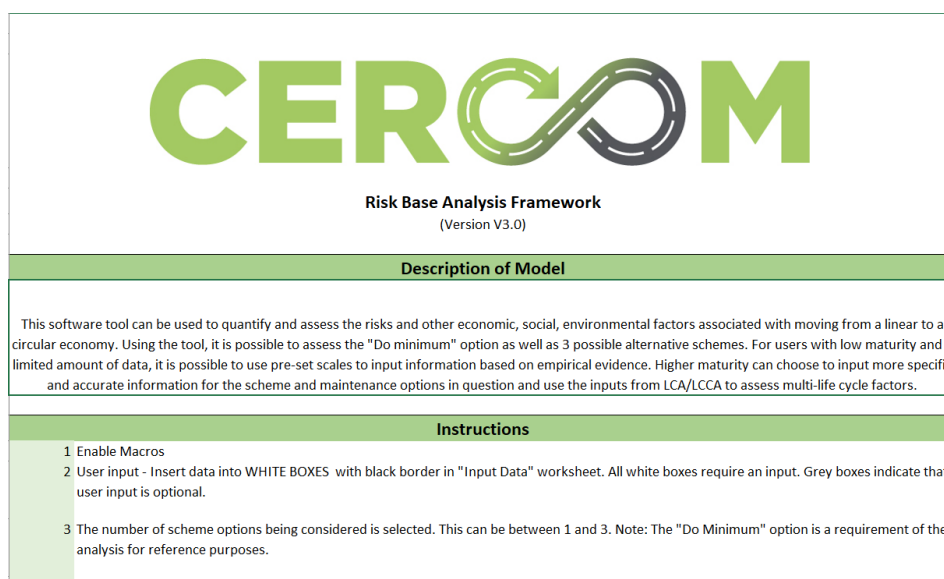 CERCOM
Risk Base Analysis Framework
(Version V3.0)
Description of Model
This software tool can be used to quantify and assess the risks and other economic, social, environmental factors associated with moving from a linear to a
circular economy. Using the tool, it is possible to assess the "Do minimum" option as well as 3 possible alternative schemes. For users with low maturity and
limited amount of data, it is possible to use pre-set scales to input information based on empirical evidence. Higher maturity can choose to input more specifi
and accurate information for the scheme and maintenance options in question and use the inputs from LCA/LCCA to assess multi-life cycle factors.
Instructions
1 Enable Macros
2 User input - Insert data into WHITE BOXES with black border in "Input Data" worksheet. All white boxes require an input. Grey boxes indicate that
user input is optional.
3 The number of scheme options being considered is selected. This can be between 1 and 3. Note: The "Do Minimum" option is a requirement of the
analysis for reference purposes.